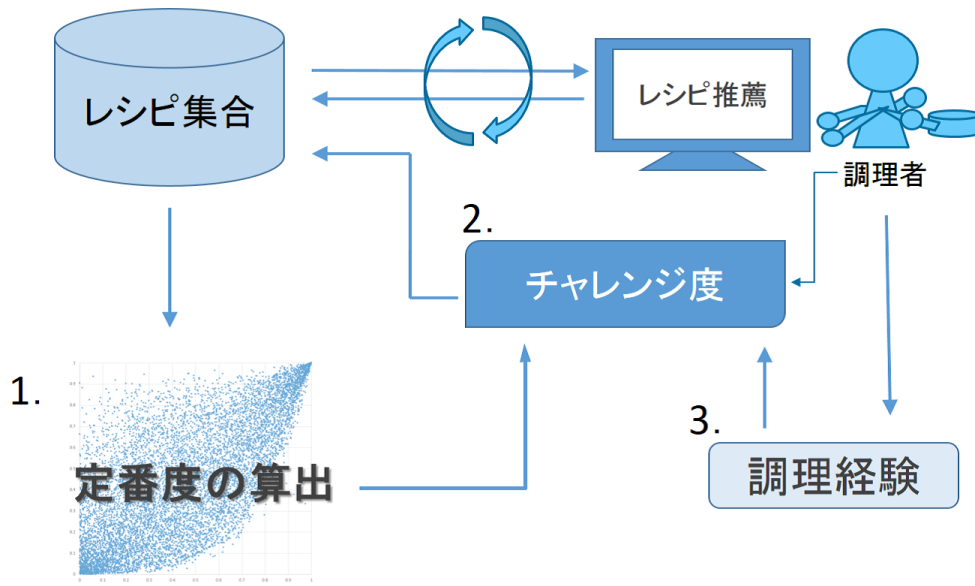 レシピ集合
レシピ推薦
調理者
2.
チャレンジ度
1.
定番度の算出
3.
調理経験